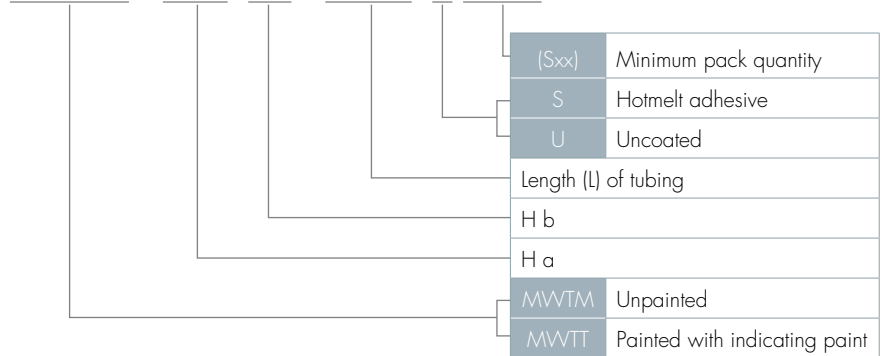 (Sxx) Minimum pack quantity
S Hotmelt adhesive
U Uncoated
Length (L) of tubing
H b
H a
MWTM Unpainted
MWTT Painted with indicating paint